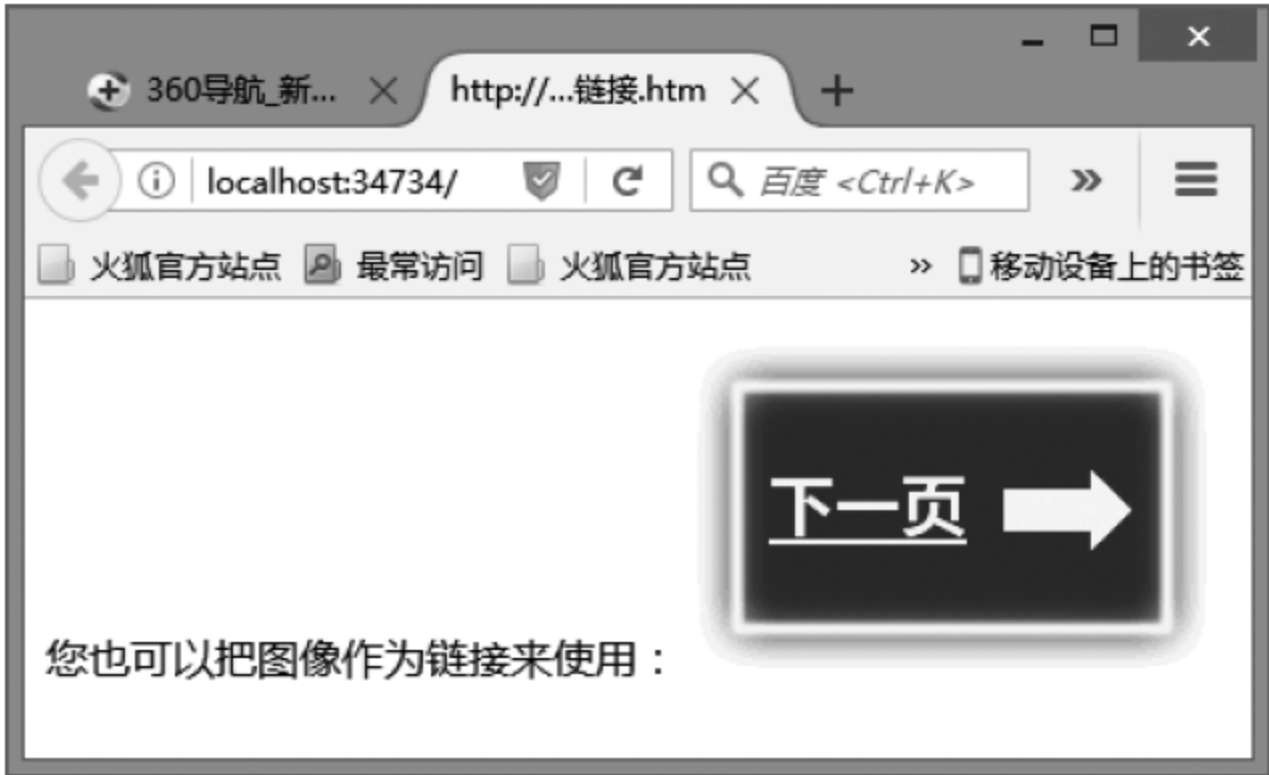 360导航_新... http://...链接.htm
localhost:34734/ 百度 <Ctrl+K>
火狐官方站点 最常访问 火狐官方站点 移动设备上的书签
下一页
您也可以把图像作为链接来使用：